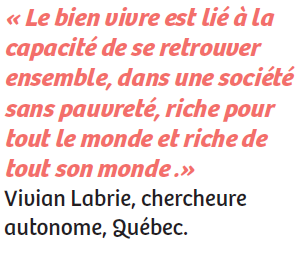 « Le bien vivre est lié à la
capacité de se retrouver
ensemble, dans une société
sans pauvreté, riche pour
tout le monde et riche de
tout son monde .»
Vivian Labrie, chercheure
autonome, Québec.